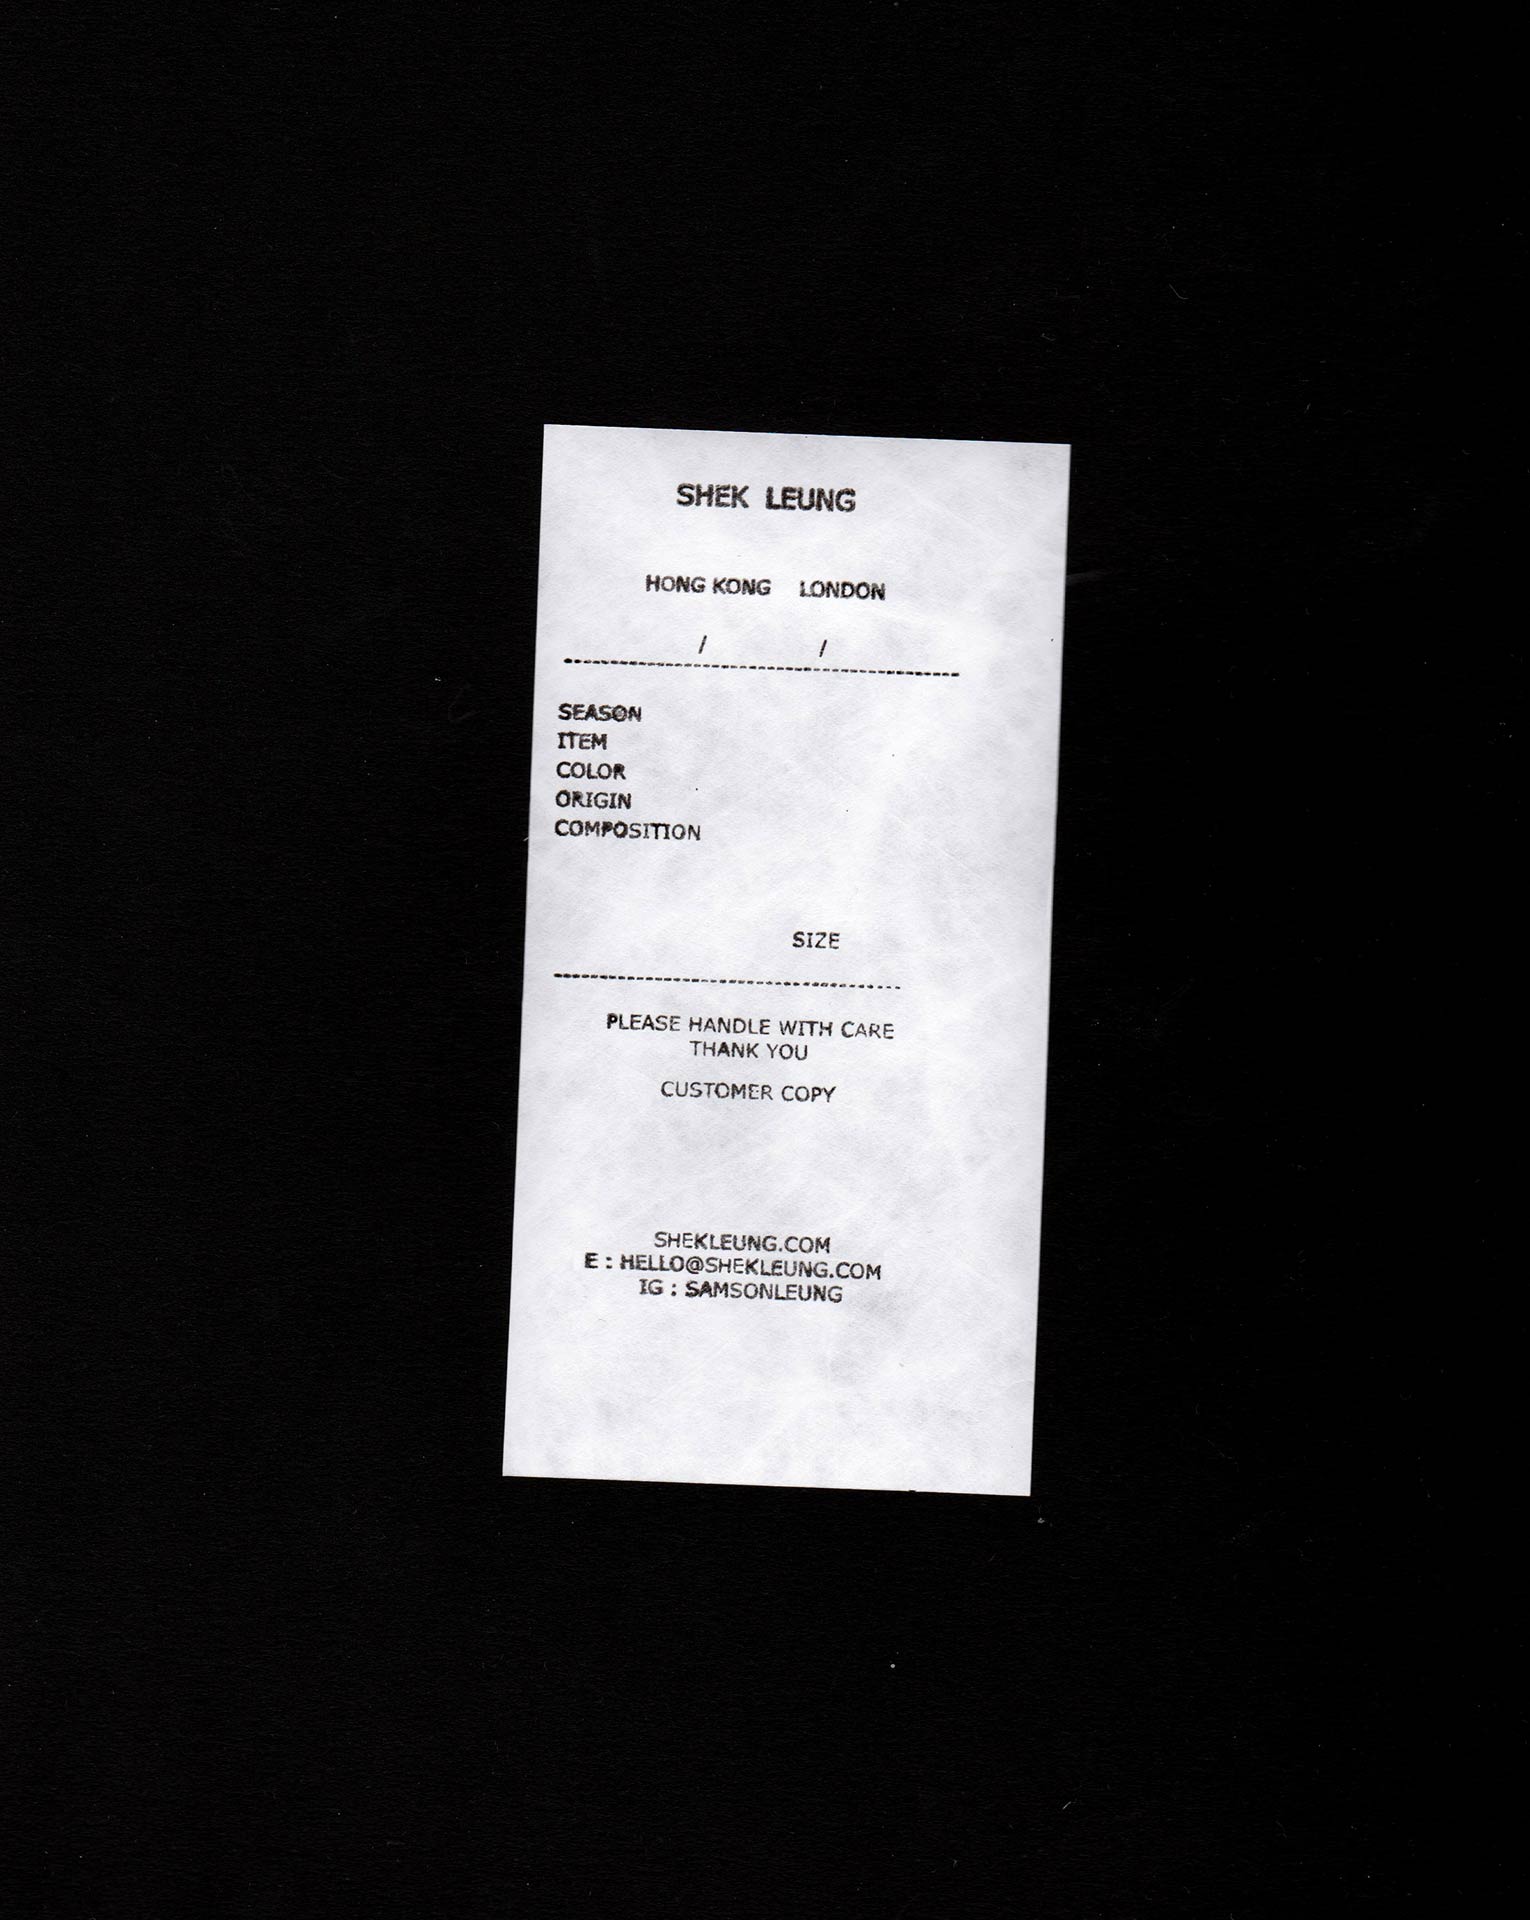 SHEK LEUNG
HONG KONG LONDON
/ /
--------------------------------------------------
SEASON
ITEM
COLOR
ORIGIN
COMPOSITION
SIZE
--------------------------------------------------
PLEASE HANDLE WITH CARE
THANK YOU
CUSTOMER COPY
SHEKLEUNG.COM
E : HELLO@SHEKLEUNG.COM
IG : SAMSONLEUNG